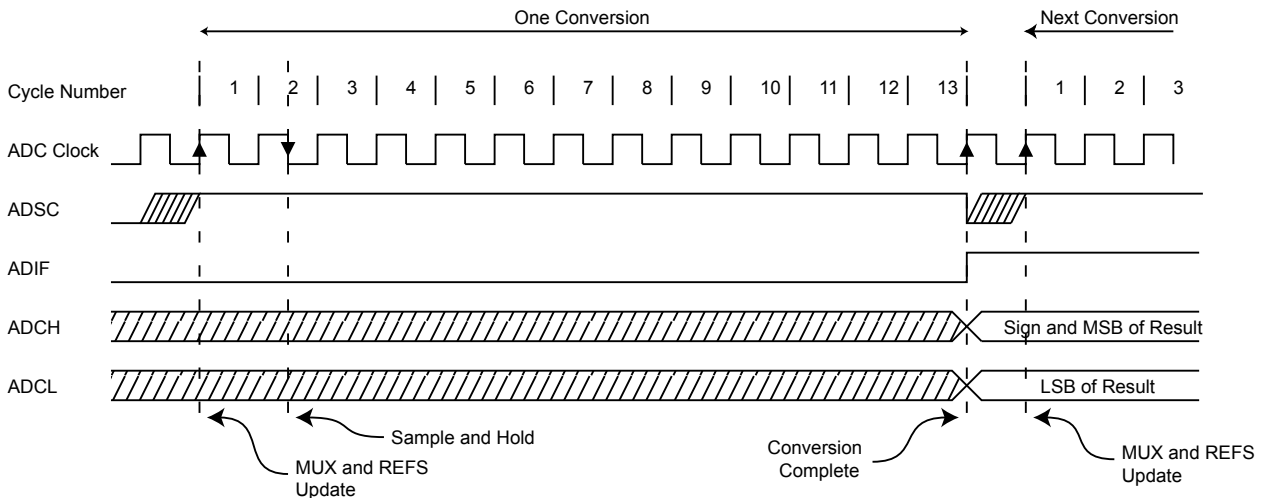 One Conversion
Next Conversion
Cycle Number 1 2 3 4 5 6 7 8 9 10 11 12 13 1 2 3
ADC Clock
ADSC
ADIF
ADCH
Sign and MSB of Result
ADCL
LSB of Result
MUX and REFS
Update
Sample and Hold
Conversion
Complete
MUX and REFS
Update